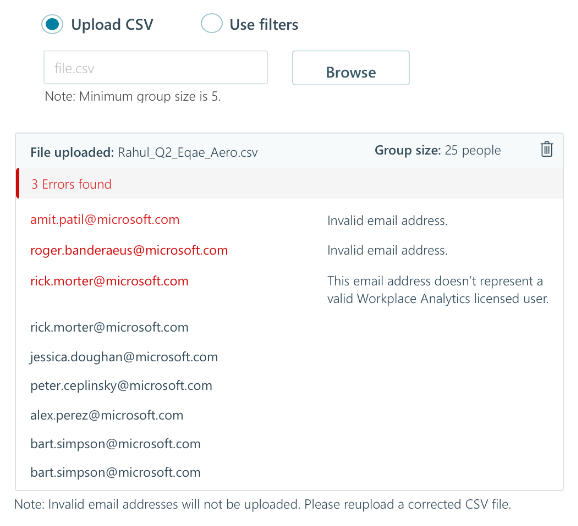 Upload CSV Use filters
file.csv Browse
Note: Minimum group size is 5.
File uploaded: Rahul_Q2_Eqae_Aero.csv Group size: 25 people
3 Errors found
amit.patil@microsoft.com Invalid email address.
roger.banderaeus@microsoft.com Invalid email address.
rick.morter@microsoft.com This email address doesn't represent a
valid Workplace Analytics licensed user.
rick.morter@microsoft.com
jessica.doughan@microsoft.com
peter.ceplinsky@microsoft.com
alex.perez@microsoft.com
bart.simpson@microsoft.com
bart.simpson@microsoft.com
Note: Invalid email addresses will not be uploaded. Please reupload a corrected CSV file.